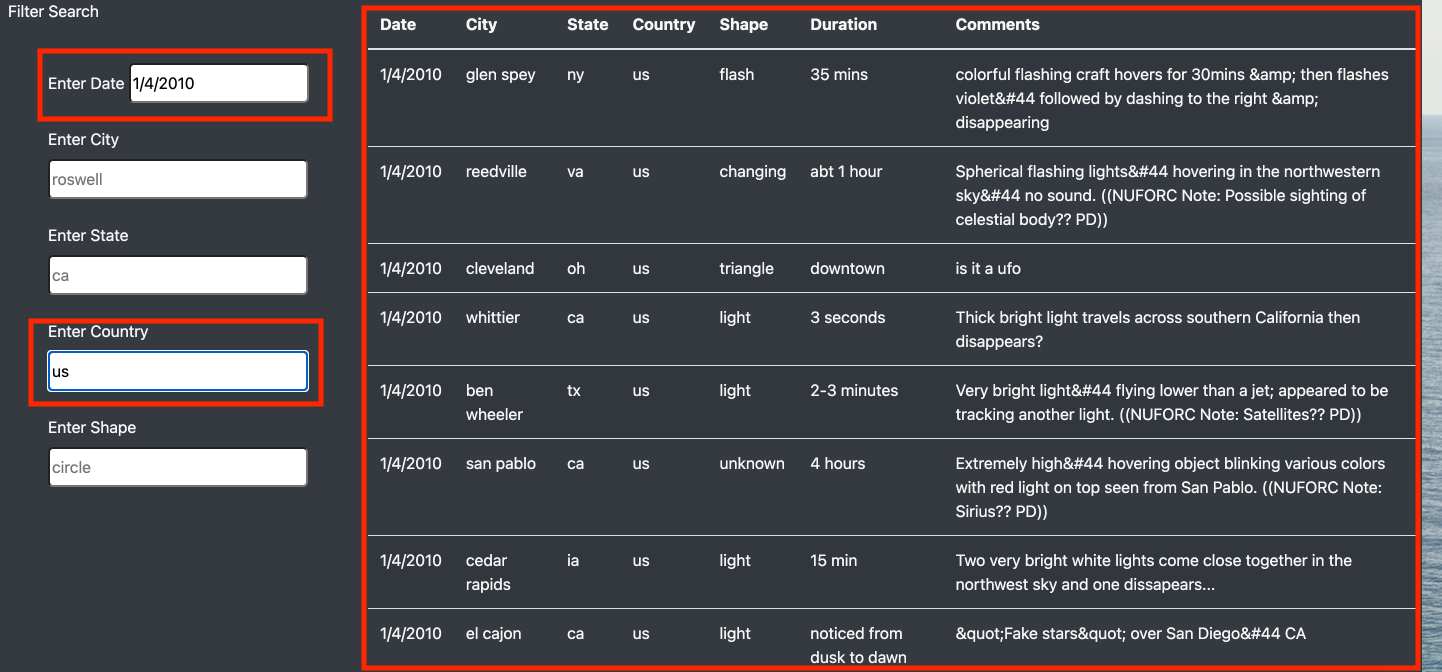 Filter Search
Enter Date 1/4/2010
Enter City
roswell
Enter State
ca
Enter Country
us
Enter Shape
circle
Date City State Country Shape Duration Comments
1/4/2010 glen spey ny us flash 35 mins colorful flashing craft hovers for 30mins &amp; then flashes
violet&#44 followed by dashing to the right &amp;
disappearing
1/4/2010 reedville va us changing abt 1 hour Spherical flashing lights&#44 hovering in the northwestern
sky&#44 no sound. ((NUFORC Note: Possible sighting of
celestial body?? PD))
1/4/2010 cleveland oh us triangle downtown is it a ufo
1/4/2010 whittier ca us light 3 seconds Thick bright light travels across southern California then
disappears?
1/4/2010 ben tx us light 2-3 minutes Very bright light&#44 flying lower than a jet; appeared to be
wheeler tracking another light. ((NUFORC Note: Satellites?? PD))
1/4/2010 san pablo ca us unknown 4 hours Extremely high&#44 hovering object blinking various colors
with red light on top seen from San Pablo. ((NUFORC Note:
Sirius?? PD))
1/4/2010 cedar ia us light 15 min Two very bright white lights come close together in the
rapids northwest sky and one dissapears...
1/4/2010 el cajon ca us light noticed from &quot;Fake stars&quot; over San Diego&#44 CA
dusk to dawn